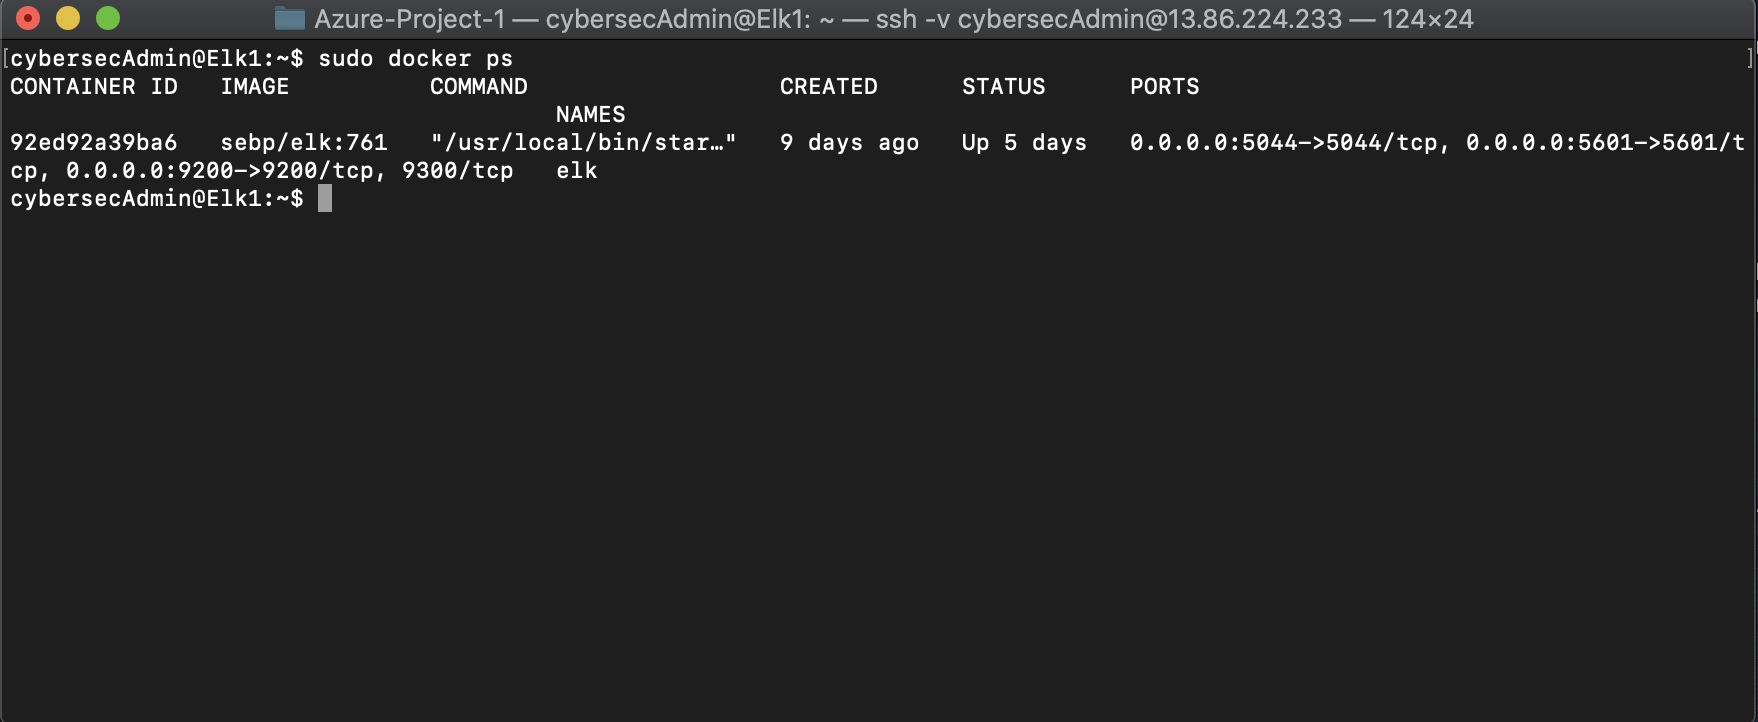 Azure-Project-1 — cybersecAdmin@Elk1: ~ — ssh -v cybersecAdmin@13.86.224.233 — 124×24
[cybersecAdmin@Elk1:~$ sudo docker ps ]
CONTAINER ID   IMAGE          COMMAND                  CREATED      STATUS      PORTS
                                       NAMES
92ed92a39ba6   sebp/elk:761   "/usr/local/bin/star…"   9 days ago   Up 5 days   0.0.0.0:5044->5044/tcp, 0.0.0.0:5601->5601/t
cp, 0.0.0.0:9200->9200/tcp, 9300/tcp   elk
cybersecAdmin@Elk1:~$